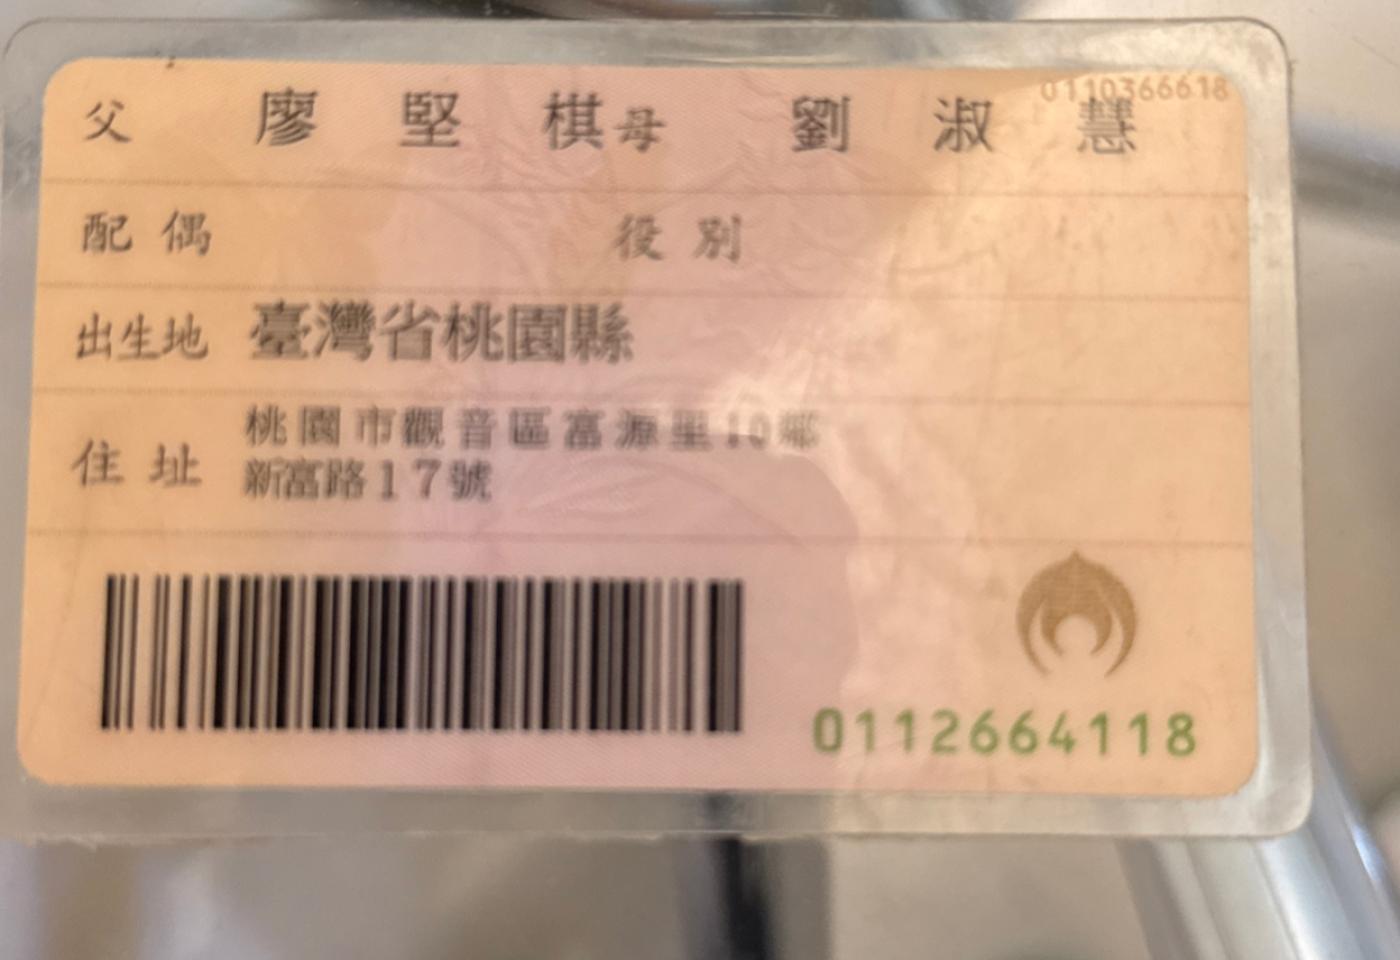 0110366618
父 廖堅棋 母 劉淑慧
配偶 役別
出生地 臺灣省桃園縣
住址 桃園市觀音區富源里10鄰
新富路17號
0112664118